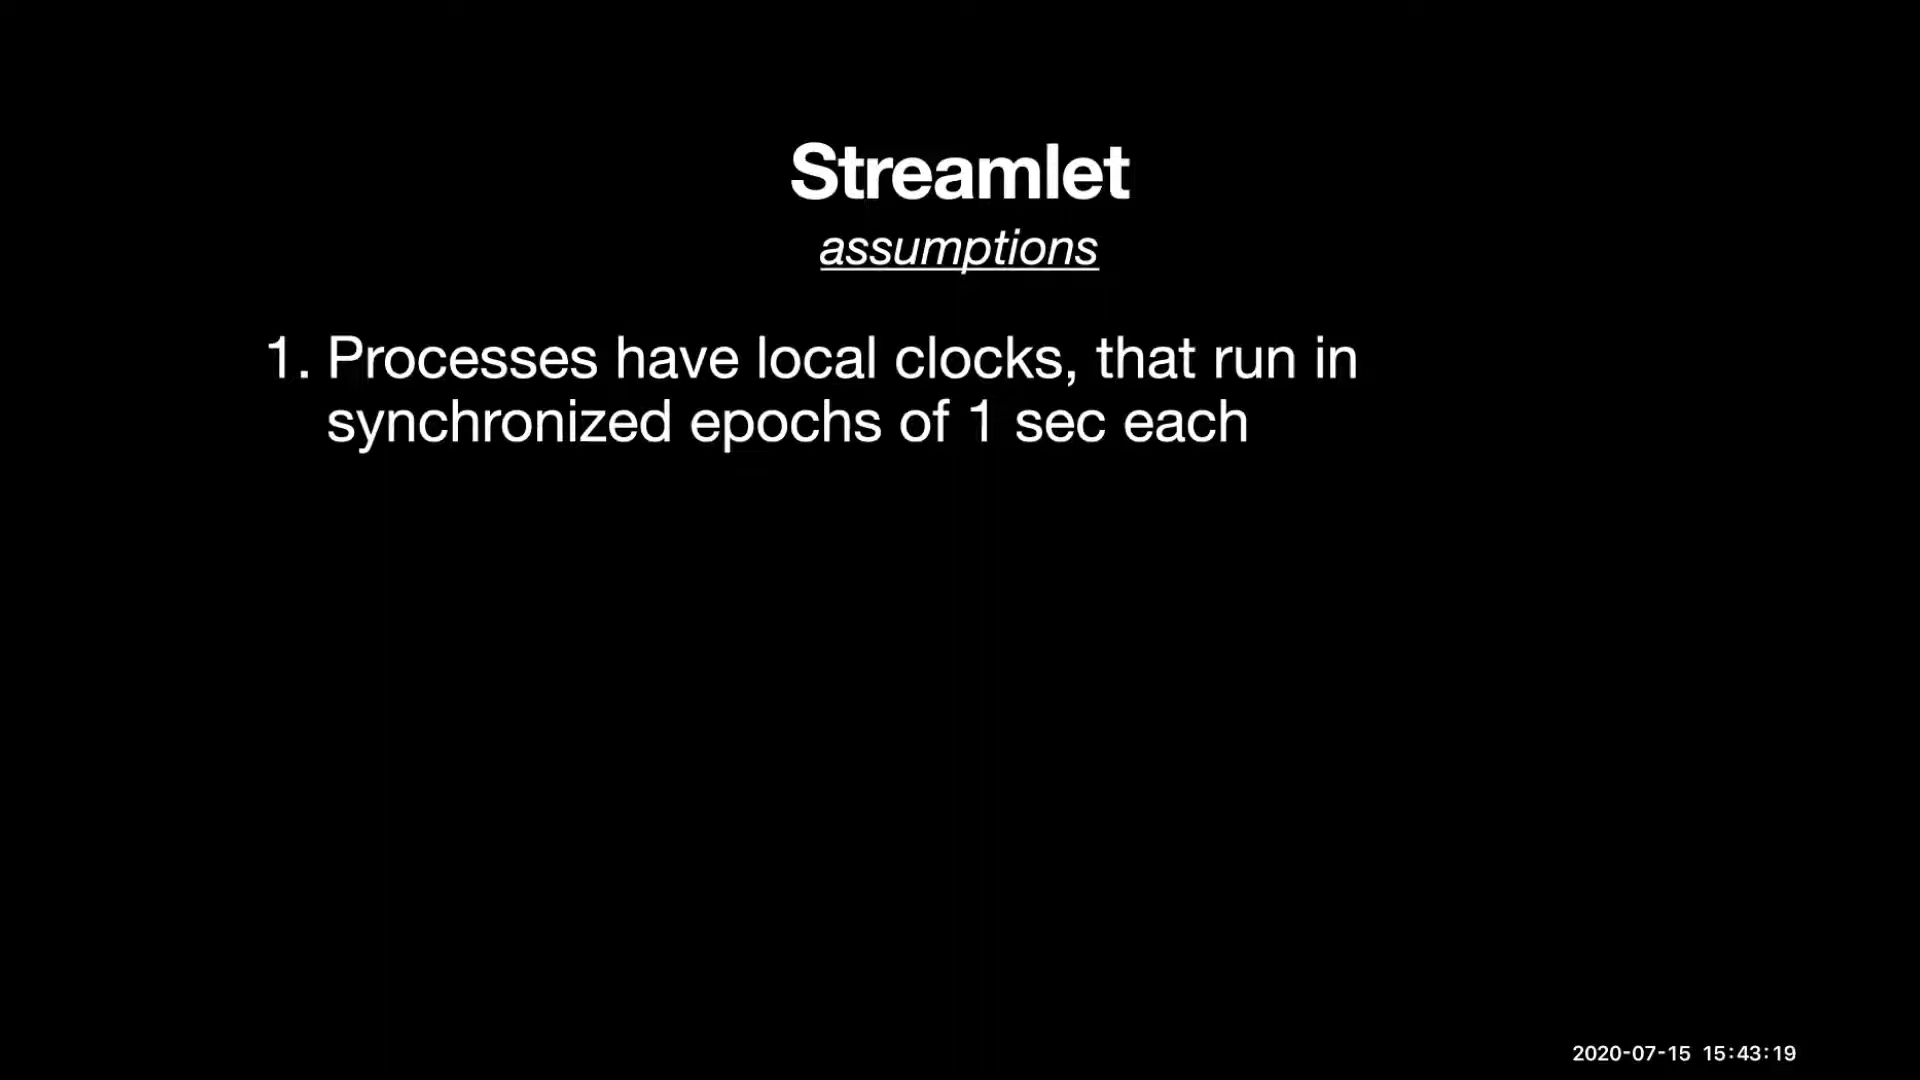 Streamlet
assumptions
1. Processes have local clocks, that run in
synchronized epochs of 1 sec each
2020-07-15 15:43:19